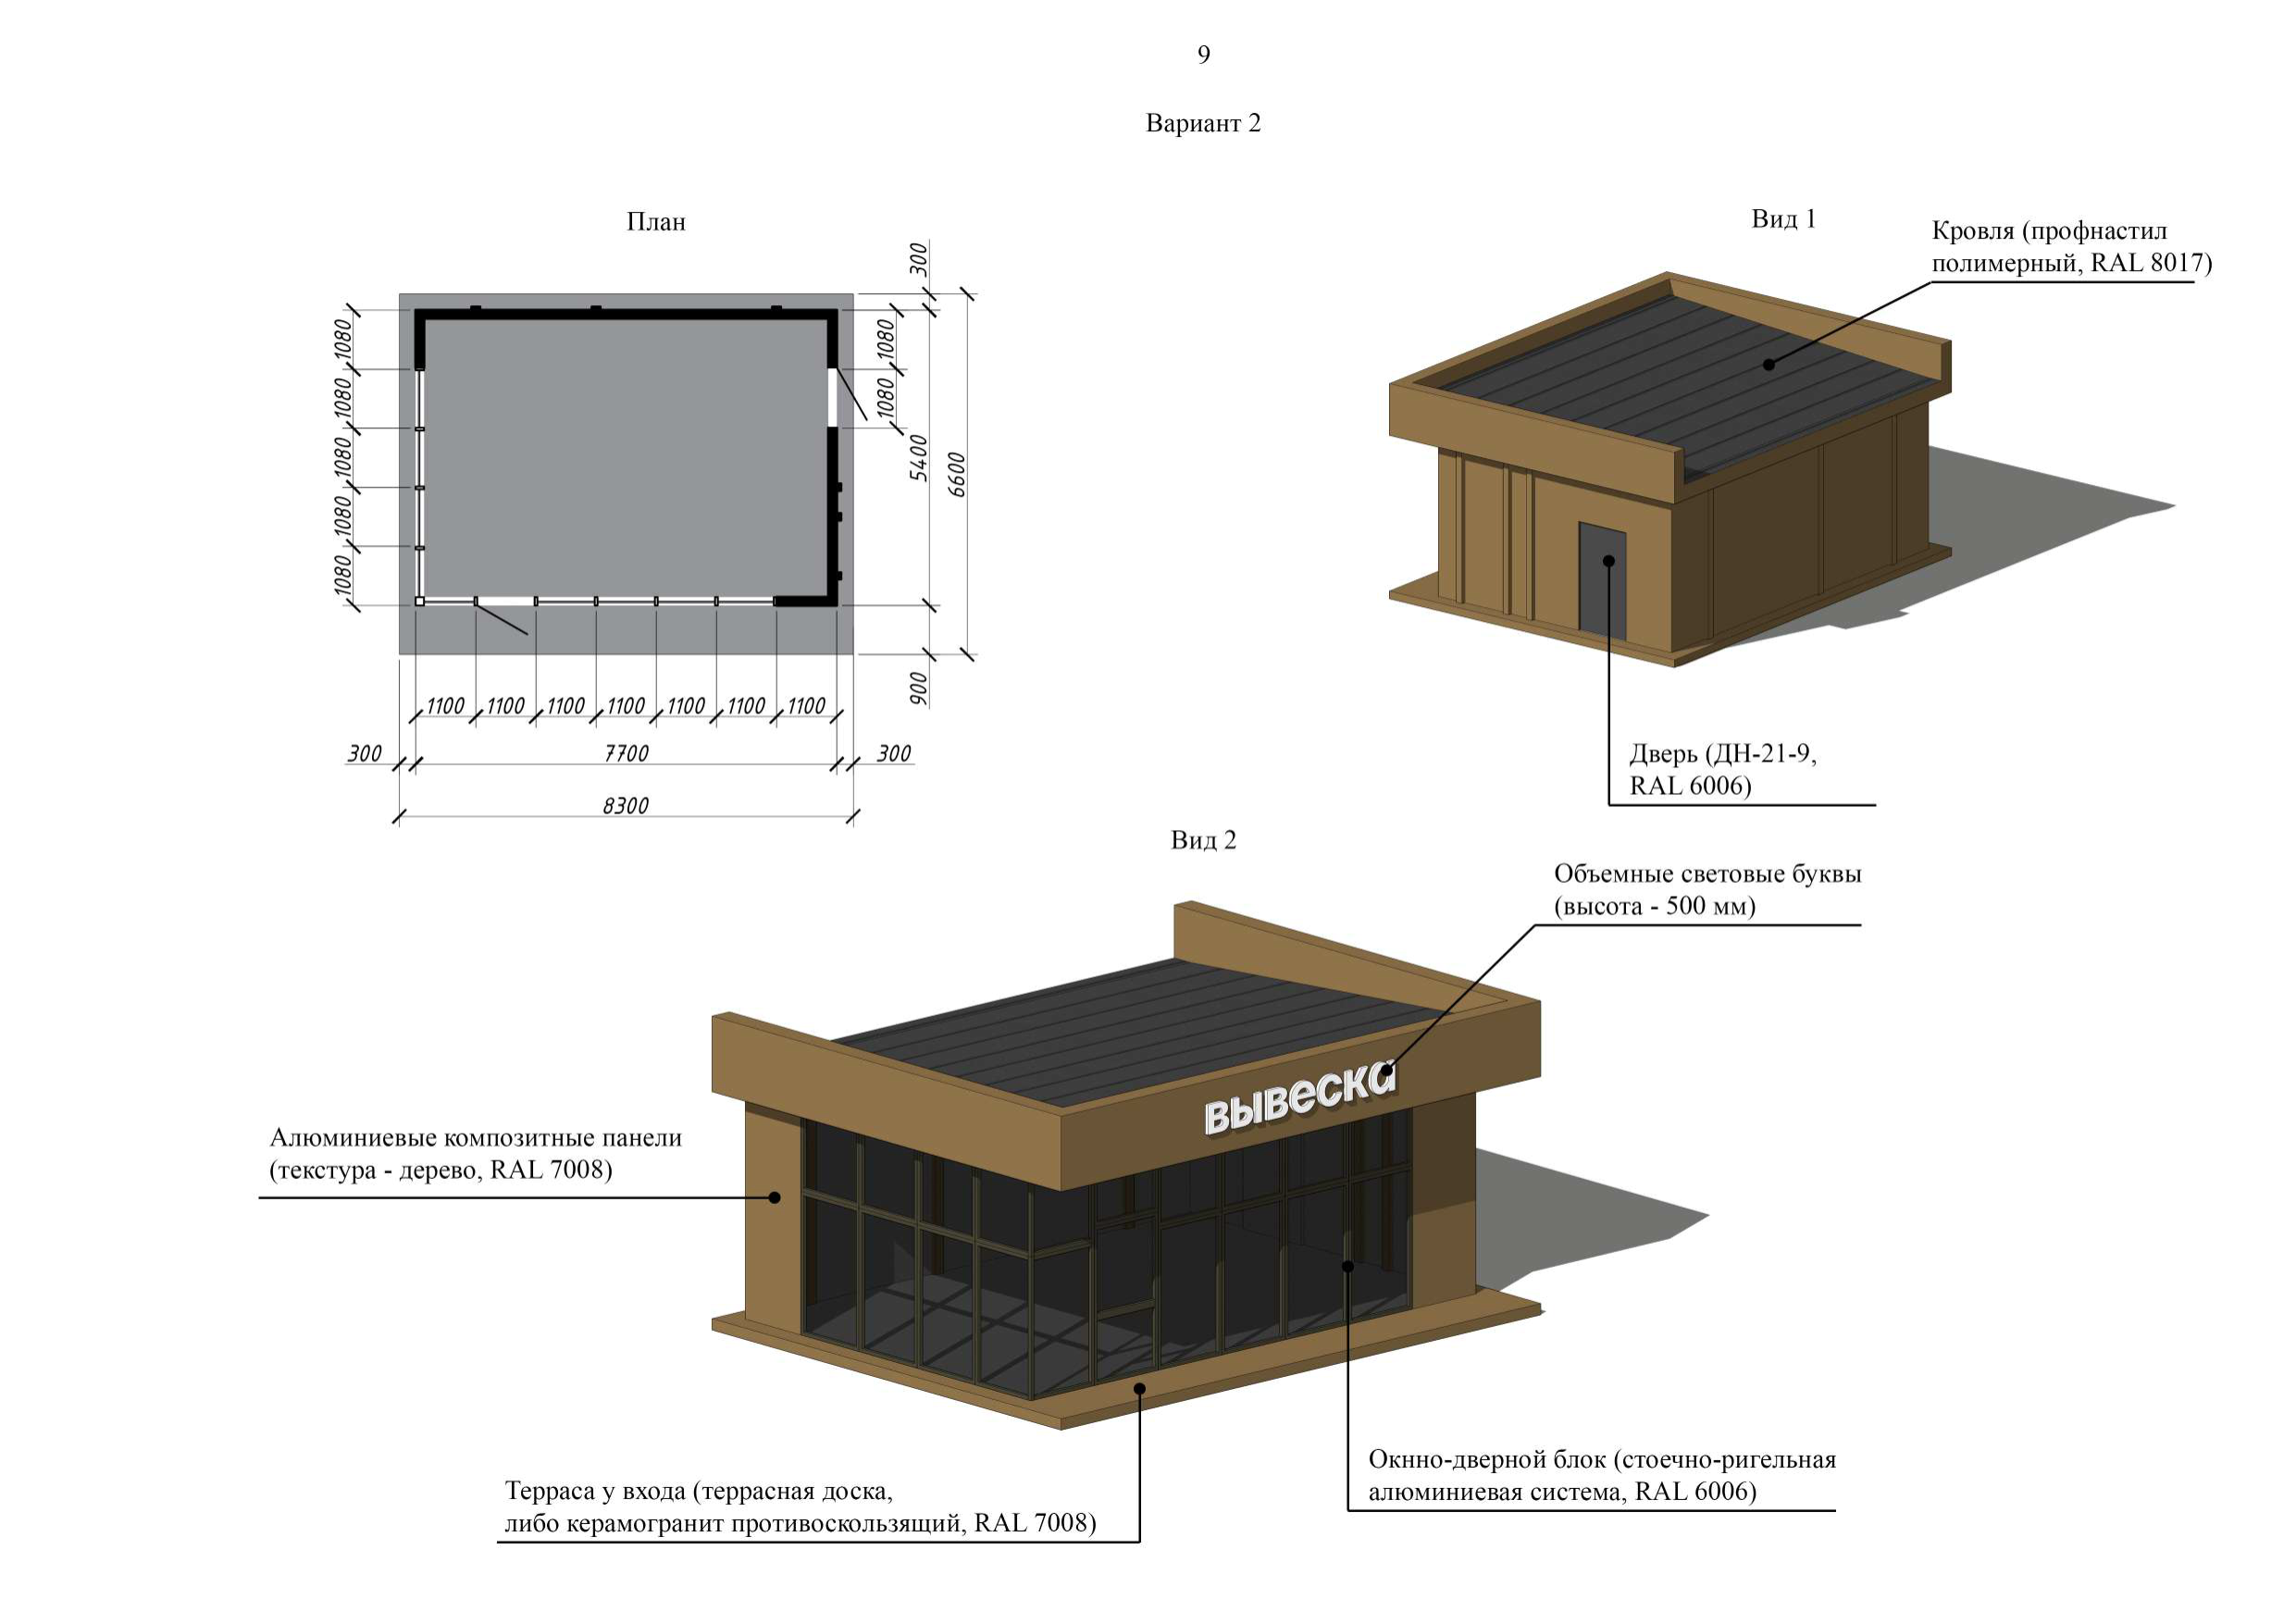 9
Вариант 2
План
Вид 1
Кровля (профнастил
полимерный, RAL 8017)
300
1080
1080
1080
1080
1080
1080
1080
5400
6600
900
1100 1100 1100 1100 1100 1100 1100
300 7700 300
8300
Дверь (ДН-21-9,
RAL 6006)
Вид 2
Объемные световые буквы
(высота - 500 мм)
вывеска
Алюминиевые композитные панели
(текстура - дерево, RAL 7008)
Окнно-дверной блок (стоечно-ригельная
алюминиевая система, RAL 6006)
Терраса у входа (террасная доска,
либо керамогранит противоскользящий, RAL 7008)